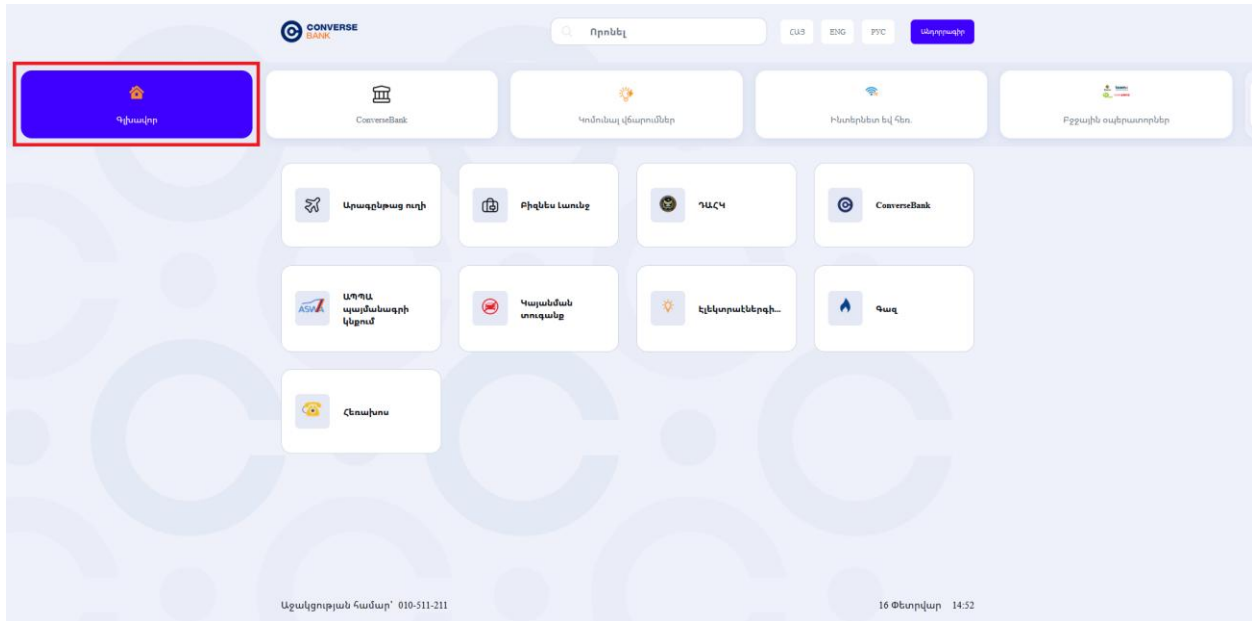 CONVERSE
BANK
Որոնել
ՀԱՅ
ENG
РУС
Անդորրագիր
Գլխավոր
ConverseBank
Կոմունալ վճարումներ
Ինտերնետ եվ հեռ.
Բջջային օպերատորներ
Արագընթաց ուղի
Բիզնես Լաունջ
ԴԱՀԿ
ConverseBank
ԱՊՊԱ
պայմանագրի
կնքում
Կայանման
տուգանք
Էլեկտրաէներգի...
Գազ
Հեռախոս
Աջակցության համար՝ 010-511-211
16 Փետրվար 14:52